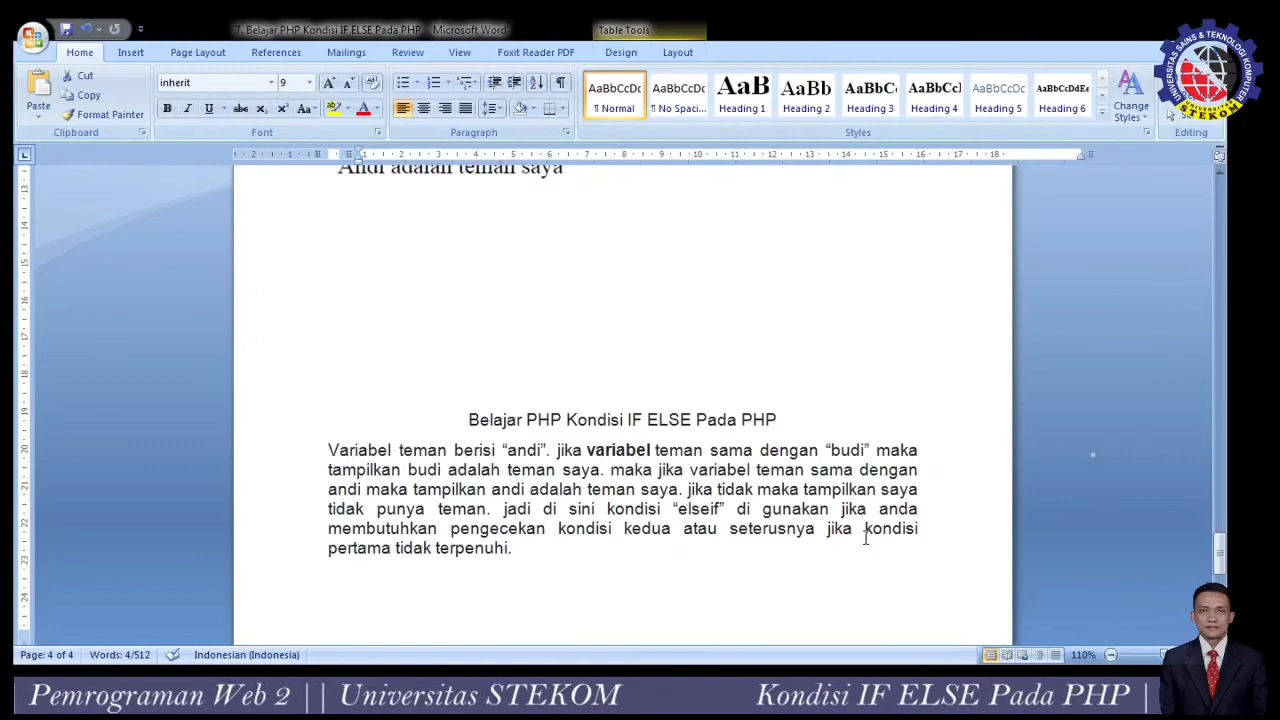 7. Belajar PHP Kondisi IF ELSE Pada PHP - Microsoft Word
Table Tools
Home Insert Page Layout References Mailings Review View Foxit Reader PDF Design Layout
Paste
Cut
Copy
Format Painter
Clipboard
inherit 9
Font
Paragraph
AaBbCcDc AaBbCcDc AaB AaBb AaBbC AaBbCcI AaBbCcDc AaBbCcDdEe
¶ Normal ¶ No Spaci... Heading 1 Heading 2 Heading 3 Heading 4 Heading 5 Heading 6
Change Styles
Styles
Editing
UNIVERSITAS SAINS & TEKNOLOGI KOMPUTER
UNIVERSITAS
STEKOM
Andi adalah teman saya
Belajar PHP Kondisi IF ELSE Pada PHP
Variabel teman berisi “andi”. jika variabel teman sama dengan “budi” maka
tampilkan budi adalah teman saya. maka jika variabel teman sama dengan
andi maka tampilkan andi adalah teman saya. jika tidak maka tampilkan saya
tidak punya teman. jadi di sini kondisi “elseif” di gunakan jika anda
membutuhkan pengecekan kondisi kedua atau seterusnya jika kondisi
pertama tidak terpenuhi.
Page: 4 of 4 Words: 4/512 Indonesian (Indonesia) 110%
Pemrograman Web 2 || Universitas STEKOM Kondisi IF ELSE Pada PHP |